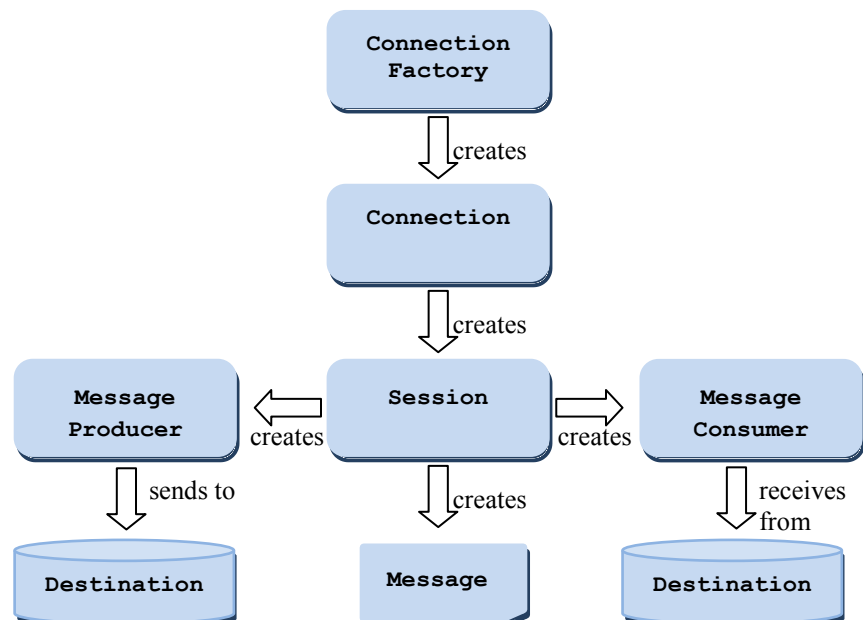 Connection
Factory
creates
Connection
creates
Message
Producer
creates
Session
creates
Message
Consumer
sends to
creates
receives
from
Destination
Message
Destination